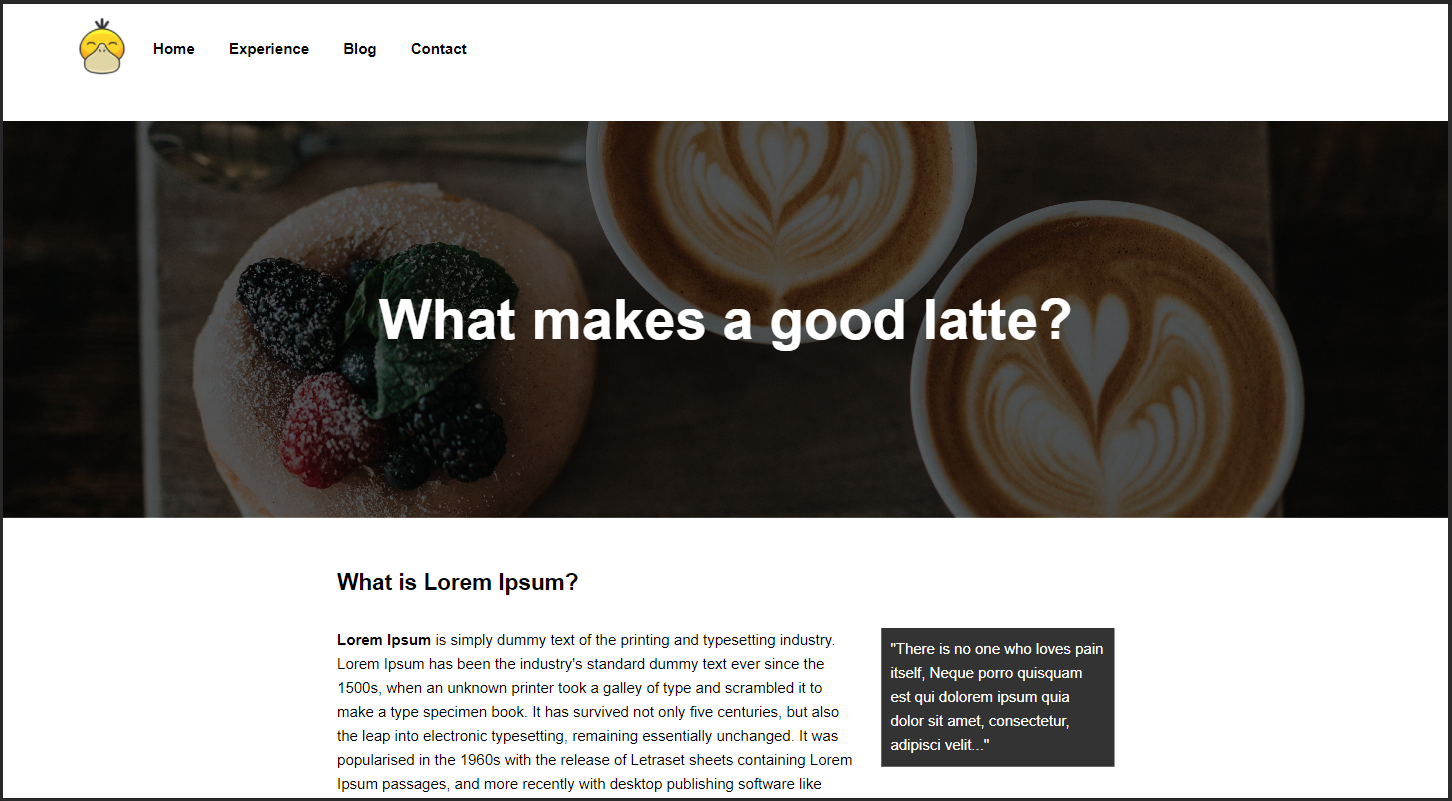 Home Experience Blog Contact
What makes a good latte?
What is Lorem Ipsum?
Lorem Ipsum is simply dummy text of the printing and typesetting industry.
Lorem Ipsum has been the industry's standard dummy text ever since the
1500s, when an unknown printer took a galley of type and scrambled it to
make a type specimen book. It has survived not only five centuries, but also
the leap into electronic typesetting, remaining essentially unchanged. It was
popularised in the 1960s with the release of Letraset sheets containing Lorem
Ipsum passages, and more recently with desktop publishing software like
"There is no one who loves pain
itself, Neque porro quisquam
est qui dolorem ipsum quia
dolor sit amet, consectetur,
adipisci velit..."